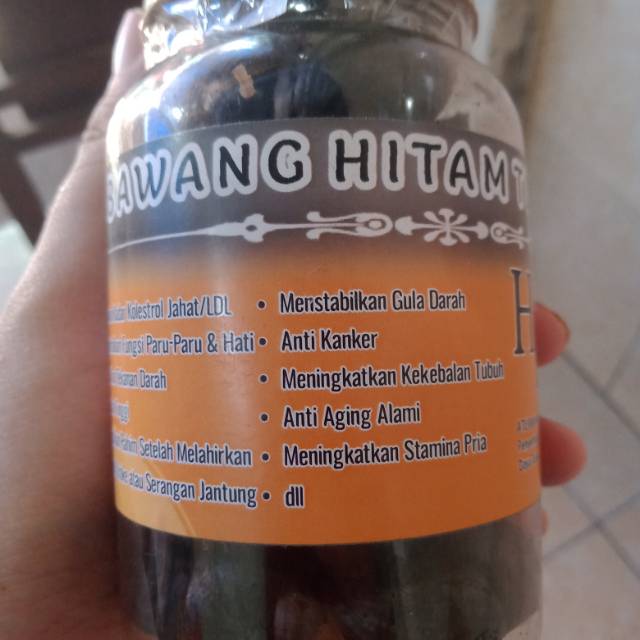 BAWANG HITAM T
Kolestrol Jahat/LDL
Fungsi Paru-Paru & Hati
Darah
Setelah Melahirkan
atau Serangan Jantung
• Menstabilkan Gula Darah
• Anti Kanker
• Meningkatkan Kekebalan Tubuh
• Anti Aging Alami
• Meningkatkan Stamina Pria
• dll
H